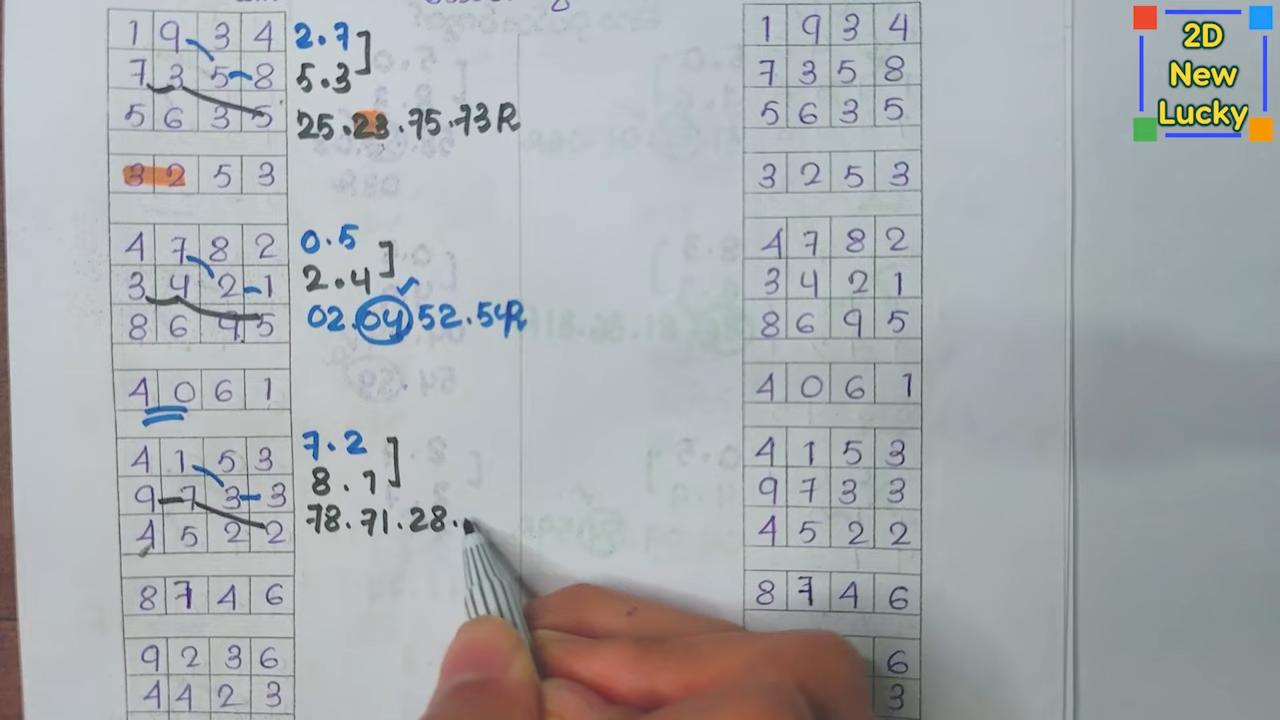 1 9 3 4 2.7
7 3 5 8 5.3
5 6 3 5 25.23.75.73R
3 2 5 3
4 7 8 2 0.5
3 4 2 1 2.4
8 6 9 5 02.04 52.54R
4 0 6 1
4 1 5 3 7.2
9 7 3 3 8.1
4 5 2 2 78.71.28.
8 7 4 6
9 2 3 6
4 4 2 3
1 9 3 4
7 3 5 8
5 6 3 5
3 2 5 3
4 7 8 2
3 4 2 1
8 6 9 5
4 0 6 1
4 1 5 3
9 7 3 3
4 5 2 2
8 7 4 6
6
3
2D
New
Lucky